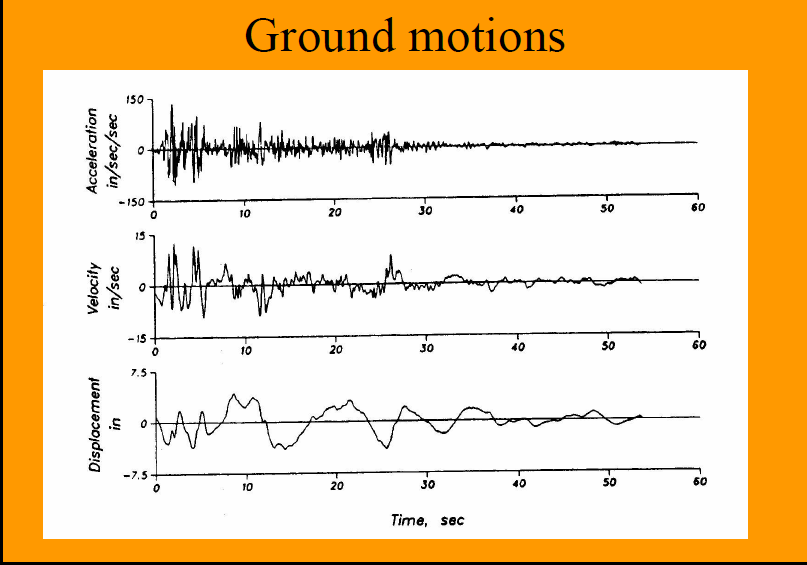 Ground motions
Acceleration
in/sec/sec
150
0
-150
0 10 20 30 40 50 60
Velocity
in/sec
15
0
-15
0 10 20 30 40 50 60
Displacement
in
7.5
0
-7.5
0 10 20 30 40 50 60
Time, sec